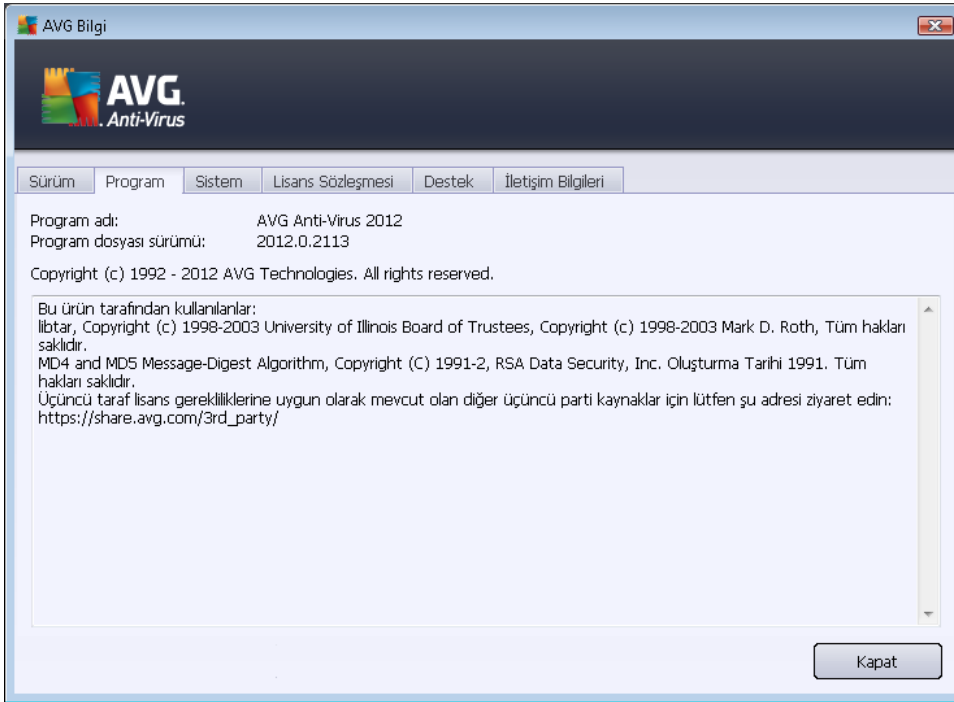 AVG Bilgi
AVG.
Anti-Virus
Sürüm Program Sistem Lisans Sözleşmesi Destek İletişim Bilgileri
Program adı: AVG Anti-Virus 2012
Program dosyası sürümü: 2012.0.2113
Copyright (c) 1992 - 2012 AVG Technologies. All rights reserved.
Bu ürün tarafından kullanılanlar:
libtar, Copyright (c) 1998-2003 University of Illinois Board of Trustees, Copyright (c) 1998-2003 Mark D. Roth, Tüm hakları
saklıdır.
MD4 and MD5 Message-Digest Algorithm, Copyright (C) 1991-2, RSA Data Security, Inc. Oluşturma Tarihi 1991. Tüm
hakları saklıdır.
Üçüncü taraf lisans gerekliliklerine uygun olarak mevcut olan diğer üçüncü parti kaynaklar için lütfen şu adresi ziyaret edin:
https://share.avg.com/3rd_party/
Kapat